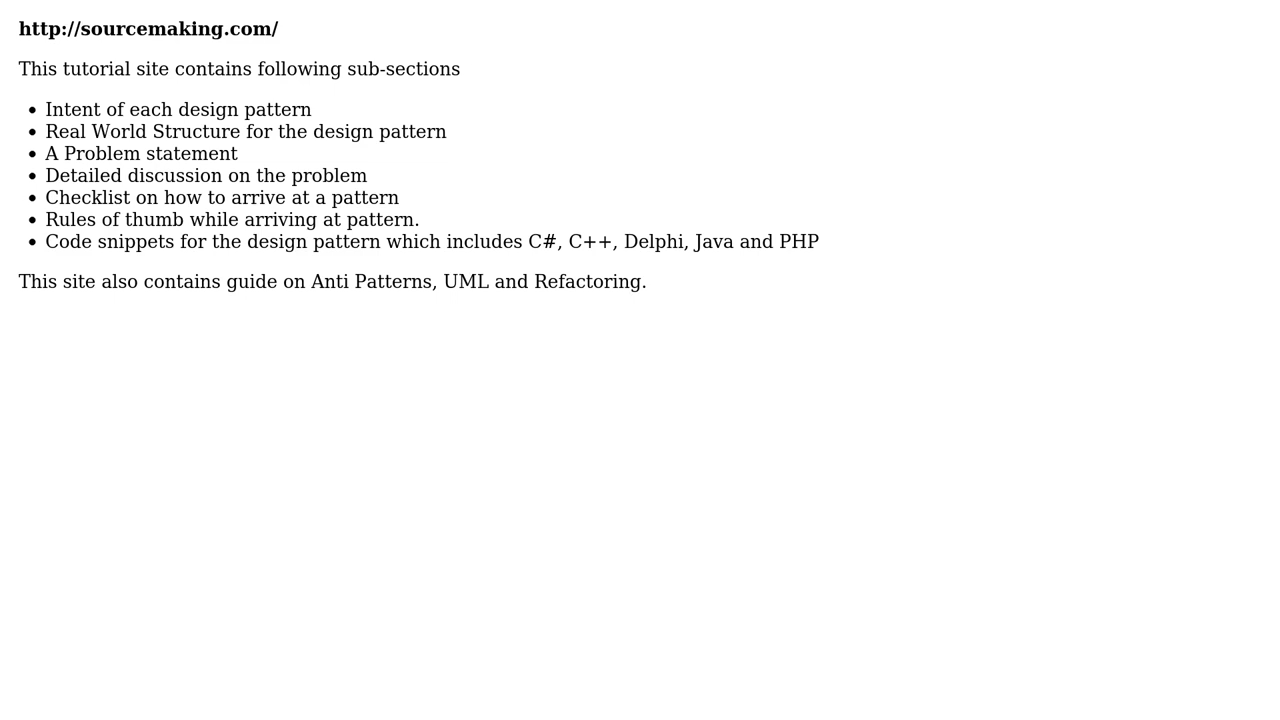 http://sourcemaking.com/
This tutorial site contains following sub-sections
• Intent of each design pattern
• Real World Structure for the design pattern
• A Problem statement
• Detailed discussion on the problem
• Checklist on how to arrive at a pattern
• Rules of thumb while arriving at pattern.
• Code snippets for the design pattern which includes C#, C++, Delphi, Java and PHP
This site also contains guide on Anti Patterns, UML and Refactoring.